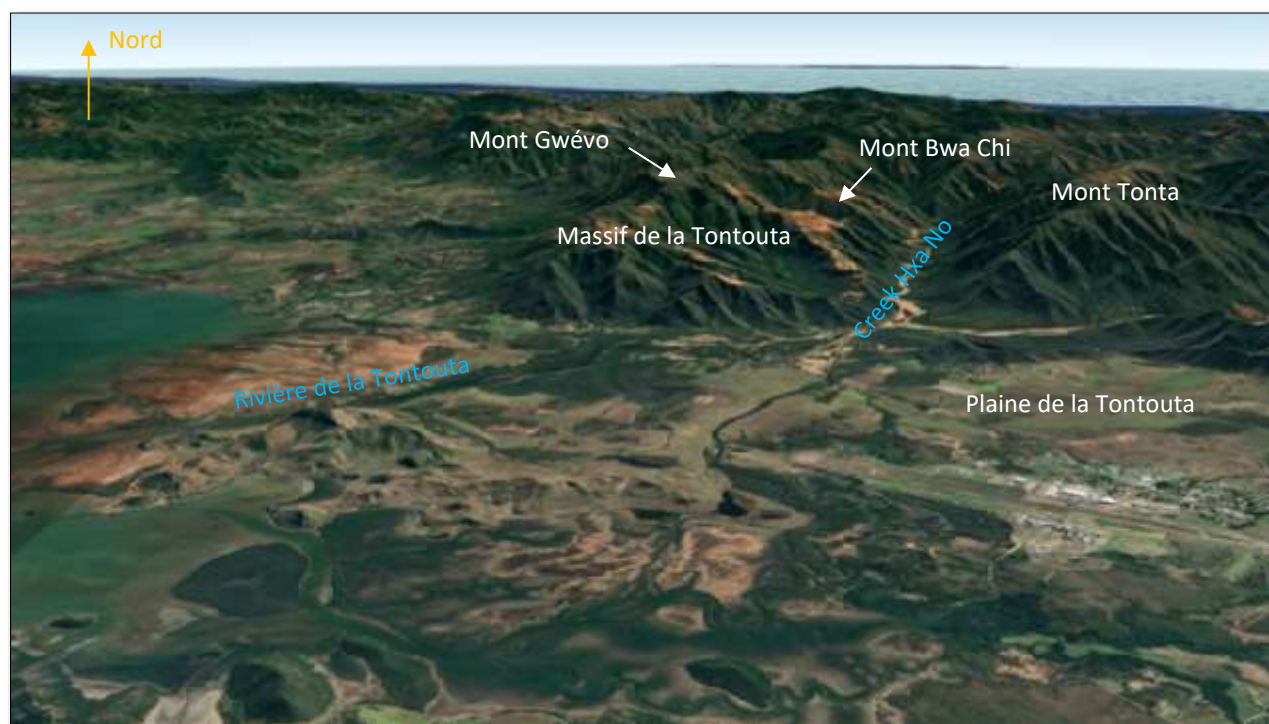 Nord
Mont Gwévo
Mont Bwa Chi
Mont Tonta
Massif de la Tontouta
Creek Hxa No
Rivière de la Tontouta
Plaine de la Tontouta